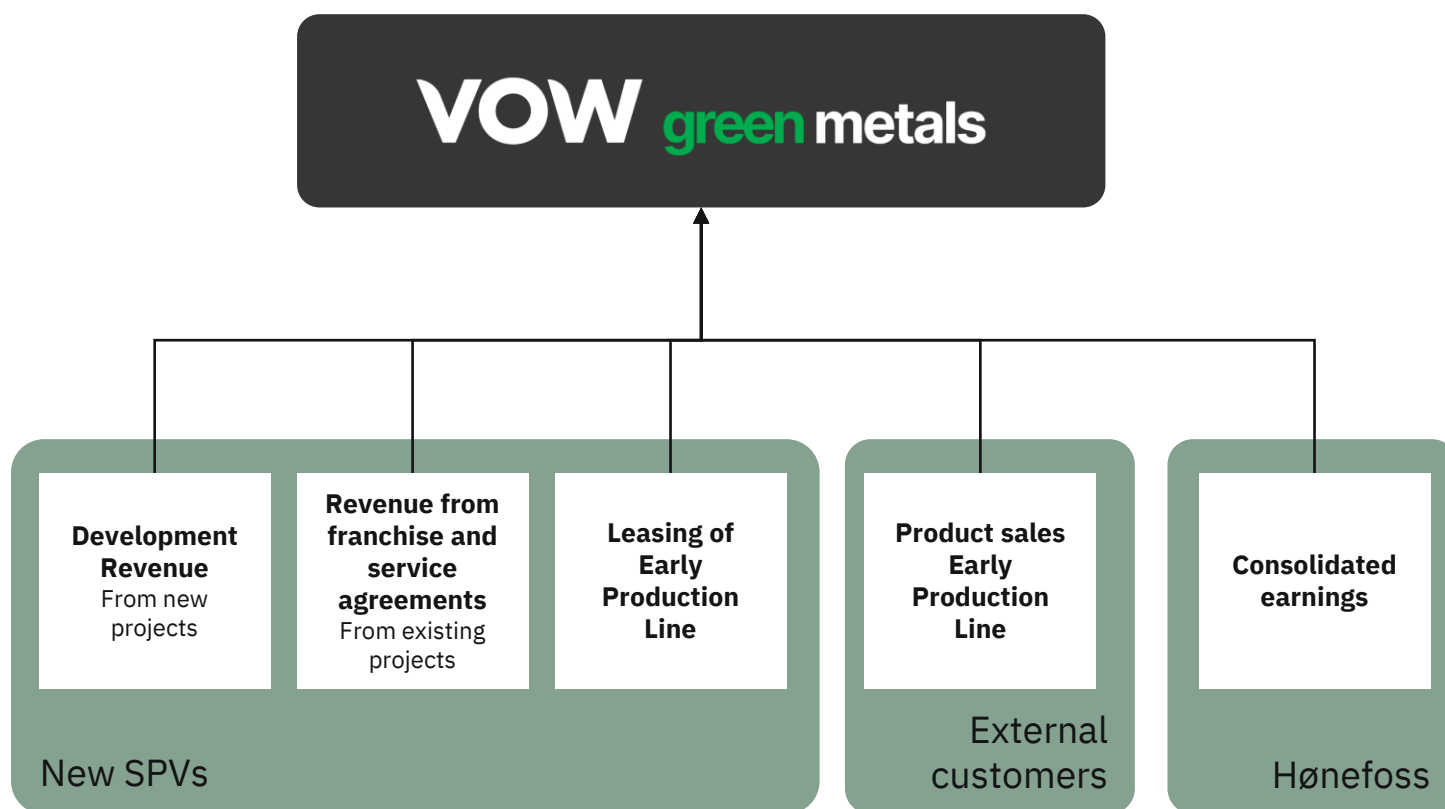 VOW green metals
Development
Revenue
From new
projects
Revenue from
franchise and
service
agreements
From existing
projects
Leasing of
Early
Production
Line
Product sales
Early
Production
Line
Consolidated
earnings
New SPVs
External
customers
Hønefoss